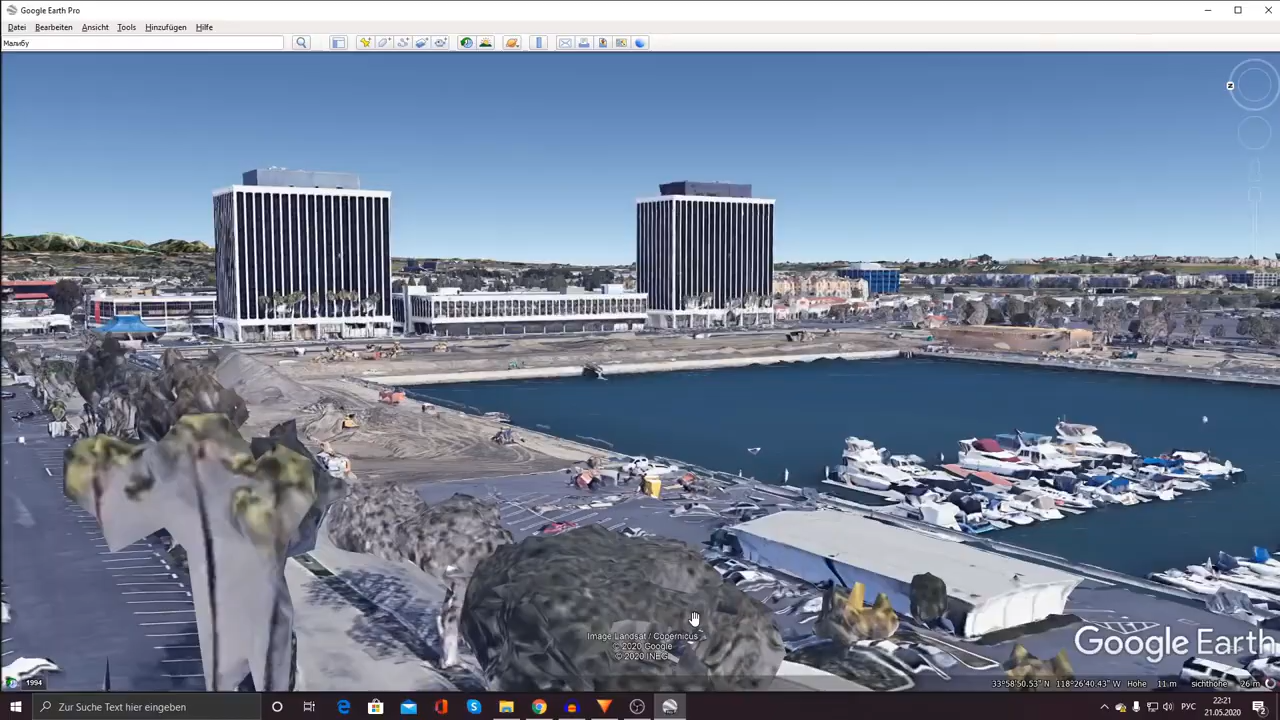 Google Earth Pro
Datei Bearbeiten Ansicht Tools Hinzufügen Hilfe
Малибу
N
Image Landsat / Copernicus
© 2020 Google
© 2020 INEGI
Google Earth
1994
33°58'50.53" N 118°26'40.43" W Höhe 11 m sichthöhe 26 m
Zur Suche Text hier eingeben
РУС
22:21
21.05.2020
2